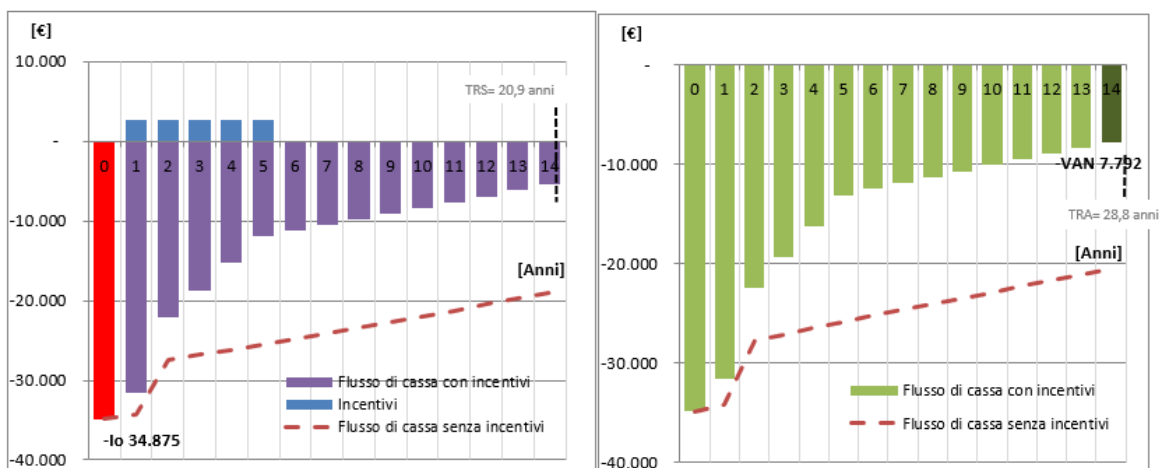 [€]
10.000
TRS= 20,9 anni
-
0 1 2 3 4 5 6 7 8 9 10 11 12 13 14
-10.000
[Anni]
-20.000
-30.000
Flusso di cassa con incentivi
Incentivi
Flusso di cassa senza incentivi
-Io 34.875
-40.000
[€]
-
0 1 2 3 4 5 6 7 8 9 10 11 12 13 14
-10.000
-VAN 7.792
TRA= 28,8 anni
[Anni]
-20.000
-30.000
Flusso di cassa con incentivi
Flusso di cassa senza incentivi
-40.000